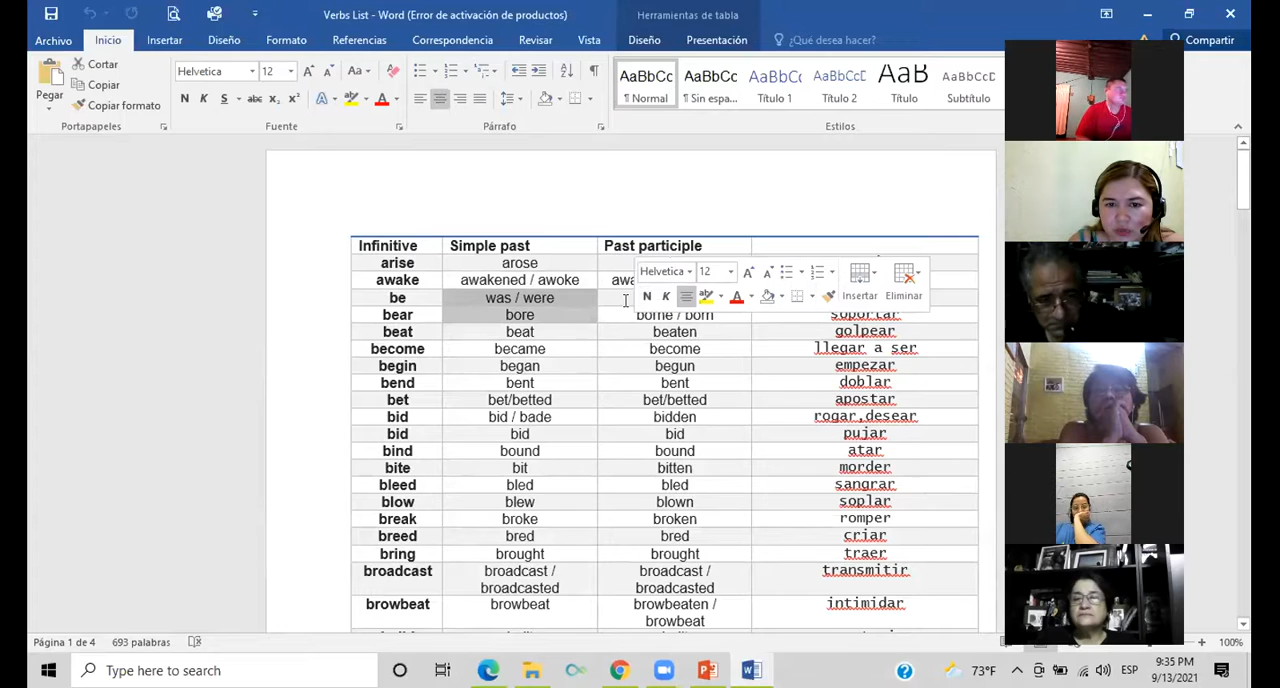 Verbs List - Word (Error de activación de productos)
Herramientas de tabla
Archivo Inicio Insertar Diseño Formato Referencias Correspondencia Revisar Vista Diseño Presentación ¿Qué desea hacer? Compartir
Pegar
Cortar
Copiar
Copiar formato
Helvetica 12
Portapapeles Fuente Párrafo Estilos
AaBbCc AaBbCc AaBbCc AaBbCcD AaB AaBbCcD
¶ Normal ¶ Sin espa... Título 1 Título 2 Título Subtítulo
Infinitive Simple past Past participle
arise arose
awake awakened / awoke
be was / were
bear bore borne / born suportar
beat beat beaten golpear
become became become llegar a ser
begin began begun empezar
bend bent bent doblar
bet bet/betted bet/betted apostar
bid bid / bade bidden rogar,desear
bid bid bid pujar
bind bound bound atar
bite bit bitten morder
bleed bled bled sangrar
blow blew blown soplar
break broke broken romper
breed bred bred criar
bring brought brought traer
broadcast broadcast / broadcast / transmitir
broadcasted broadcasted
browbeat browbeat browbeaten / intimidar
browbeat
Helvetica 12
N K Insertar Eliminar
Página 1 de 4 693 palabras 100%
Type here to search
73°F ESP 9:35 PM
9/13/2021